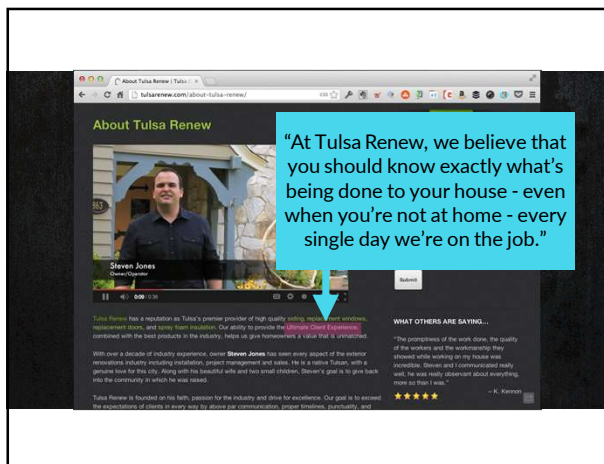 About Tulsa Renew | Tulsa
tulsarenew.com/about-tulsa-renew/
About Tulsa Renew
“At Tulsa Renew, we believe that
you should know exactly what’s
being done to your house - even
when you’re not at home - every
single day we’re on the job.”
863
Steven Jones
Owner/Operator
0:09 / 0:36
Submit
Tulsa Renew has a reputation as Tulsa's premier provider of high quality siding, replacement windows,
replacement doors, and spray foam insulation. Our ability to provide the Ultimate Client Experience,
combined with the best products in the industry, helps us give homeowners a value that is unmatched.
With over a decade of industry experience, owner Steven Jones has seen every aspect of the exterior
renovations industry including installation, project management and sales. He is a native Tulsan, with a
genuine love for this city. Along with his beautiful wife and two small children, Steven's goal is to give back
into the community in which he was raised.
Tulsa Renew is founded on his faith, passion for the industry and drive for excellence. Our goal is to exceed
the expectations of clients in every way by above par communication, proper timelines, punctuality, and
WHAT OTHERS ARE SAYING...
"The promptness of the work done, the quality
of the workers and the workmanship they
showed while working on my house was
incredible. Steven and I communicated really
well, he was really observant about everything,
more so than I was."
– K. Kennon